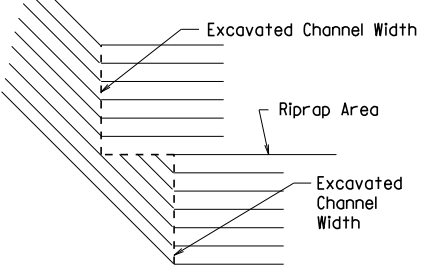 Excavated Channel Width
Riprap Area
Excavated
Channel
Width